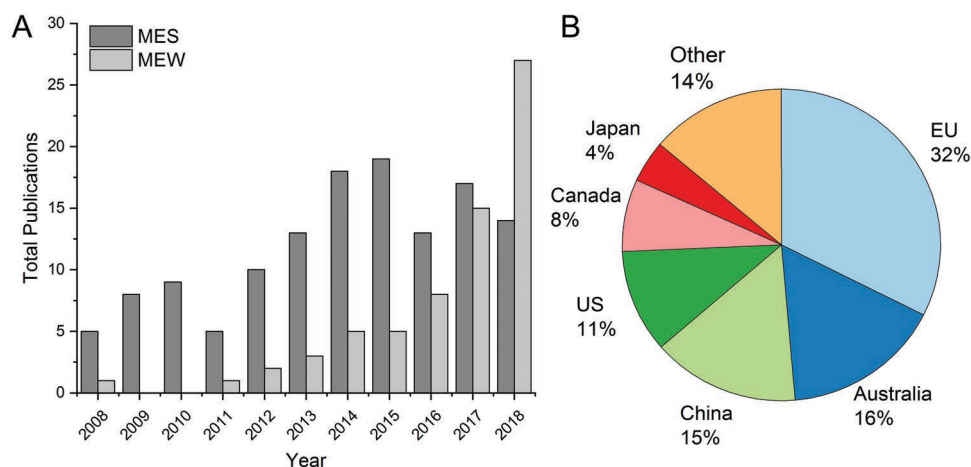 A
MES
MEW
30
25
20
15
10
5
0
Total Publications
2008
2009
2010
2011
2012
2013
2014
2015
2016
2017
2018
Year
B
EU
32%
Australia
16%
China
15%
US
11%
Canada
8%
Japan
4%
Other
14%